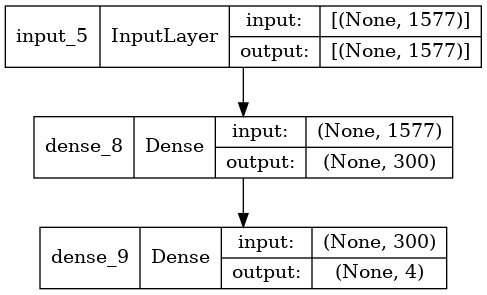 input_5 InputLayer input: [(None, 1577)]
output: [(None, 1577)]
dense_8 Dense input: (None, 1577)
output: (None, 300)
dense_9 Dense input: (None, 300)
output: (None, 4)